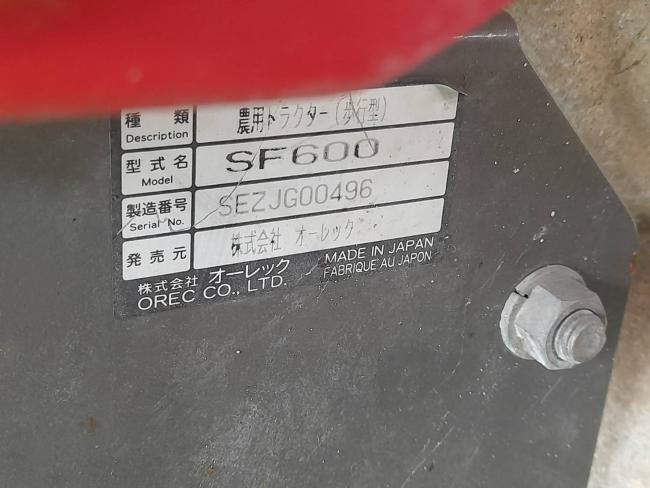 種類 農用トラクター(歩行型)
Description
型式名 SF600
Model
製造番号 SEZJG00496
Serial No.
発売元 株式会社 オーレック
株式会社 オーレック MADE IN JAPAN
OREC CO., LTD. FABRIQUE AU JAPON